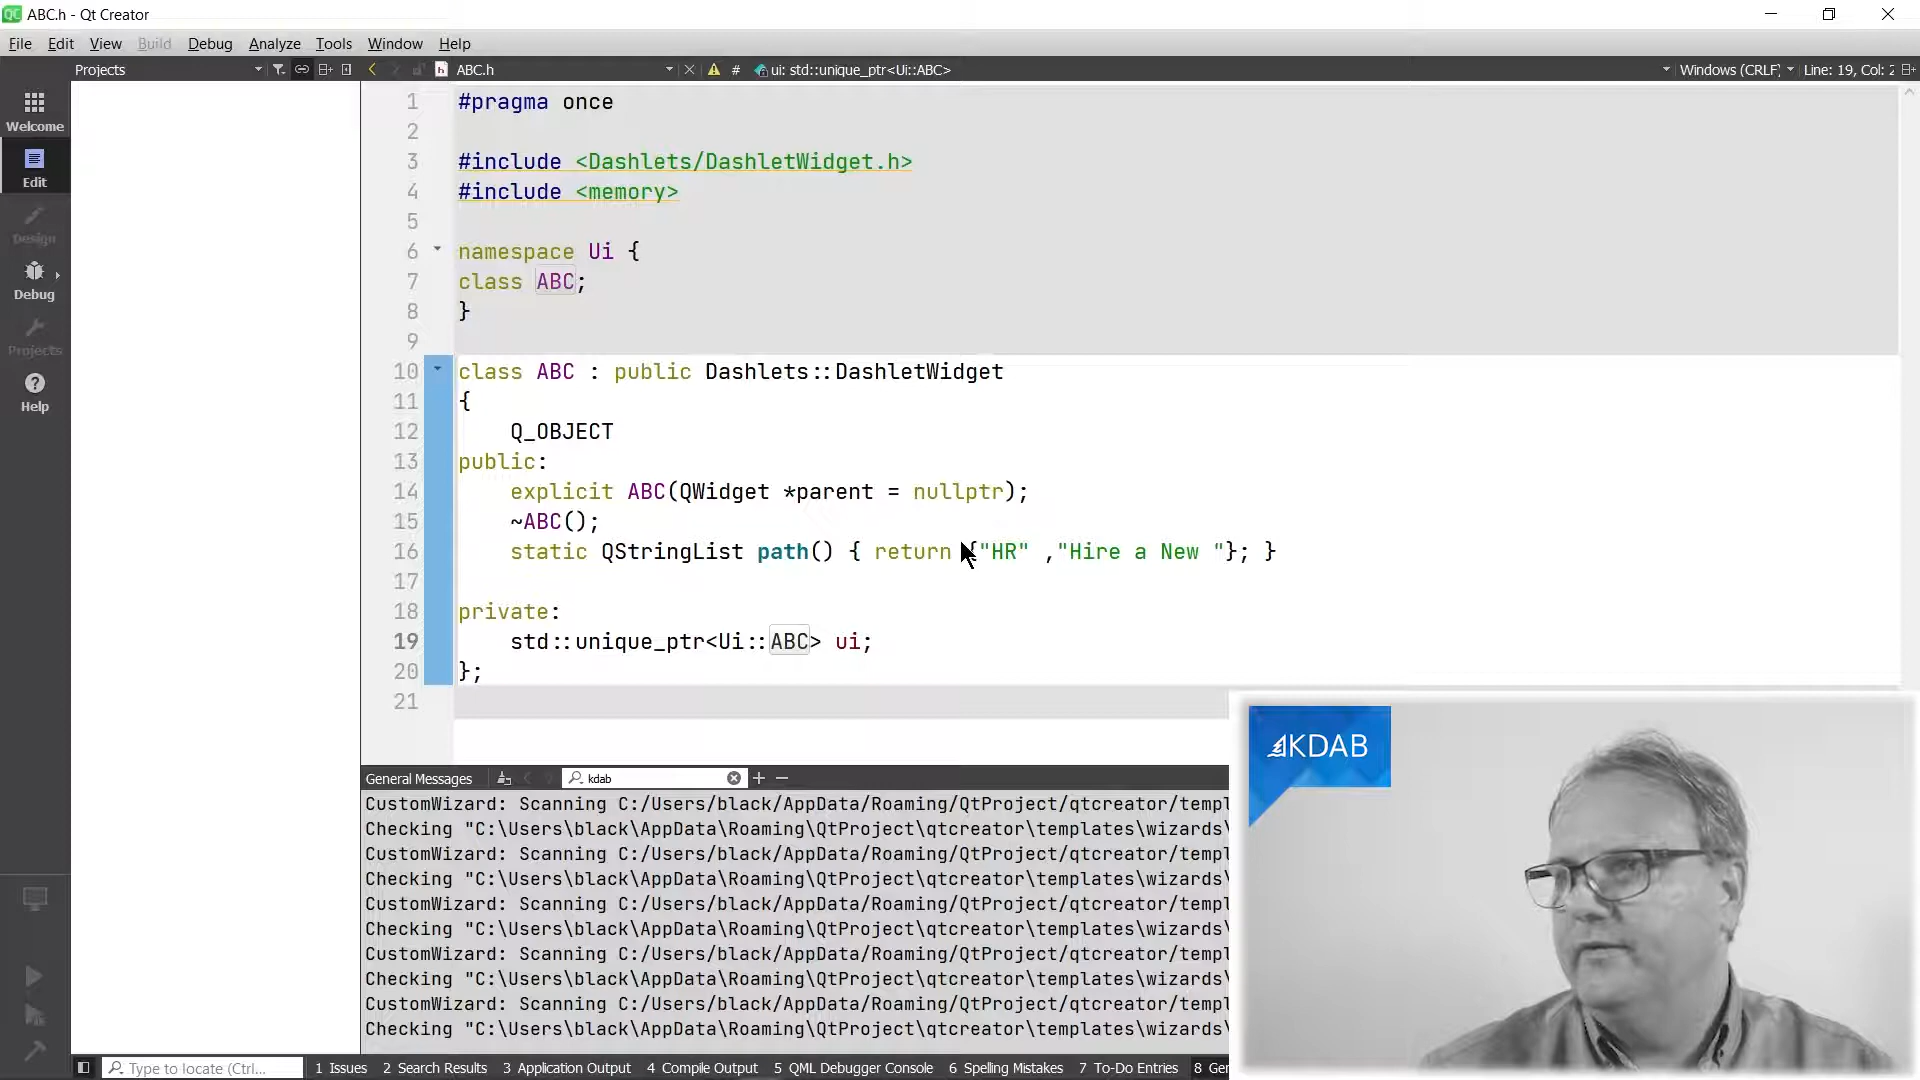 ABC.h - Qt Creator
File Edit View Build Debug Analyze Tools Window Help
Projects ABC.h # ui: std::unique_ptr<Ui::ABC> Windows (CRLF) Line: 19, Col: 2
Welcome
Edit
Design
Debug
Projects
Help
1 #pragma once
2
3 #include <Dashlets/DashletWidget.h>
4 #include <memory>
5
6 namespace Ui {
7 class ABC;
8 }
9
10 class ABC : public Dashlets::DashletWidget
11 {
12 Q_OBJECT
13 public:
14 explicit ABC(QWidget *parent = nullptr);
15 ~ABC();
16 static QStringList path() { return {"HR" ,"Hire a New "}; }
17
18 private:
19 std::unique_ptr<Ui::ABC> ui;
20 };
21
KDAB
General Messages kdab
CustomWizard: Scanning C:/Users/black/AppData/Roaming/QtProject/qtcreator/templ
Checking "C:\Users\black\AppData\Roaming\QtProject\qtcreator\templates\wizards\
CustomWizard: Scanning C:/Users/black/AppData/Roaming/QtProject/qtcreator/templ
Checking "C:\Users\black\AppData\Roaming\QtProject\qtcreator\templates\wizards\
CustomWizard: Scanning C:/Users/black/AppData/Roaming/QtProject/qtcreator/templ
Checking "C:\Users\black\AppData\Roaming\QtProject\qtcreator\templates\wizards\
CustomWizard: Scanning C:/Users/black/AppData/Roaming/QtProject/qtcreator/templ
Checking "C:\Users\black\AppData\Roaming\QtProject\qtcreator\templates\wizards\
CustomWizard: Scanning C:/Users/black/AppData/Roaming/QtProject/qtcreator/templ
Checking "C:\Users\black\AppData\Roaming\QtProject\qtcreator\templates\wizards\
Type to locate (Ctrl... 1 Issues 2 Search Results 3 Application Output 4 Compile Output 5 QML Debugger Console 6 Spelling Mistakes 7 To-Do Entries 8 Ger